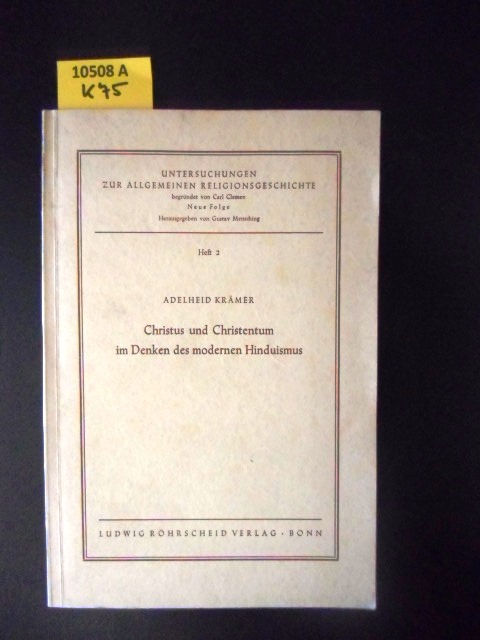 10508 A
K75
UNTERSUCHUNGEN
ZUR ALLGEMEINEN RELIGIONSGESCHICHTE
begründet von Carl Clemen
Neue Folge
Herausgegeben von Gustav Mensching
Heft 2
ADELHEID KRÄMER
Christus und Christentum
im Denken des modernen Hinduismus
LUDWIG RÖHRSCHEID VERLAG · BONN